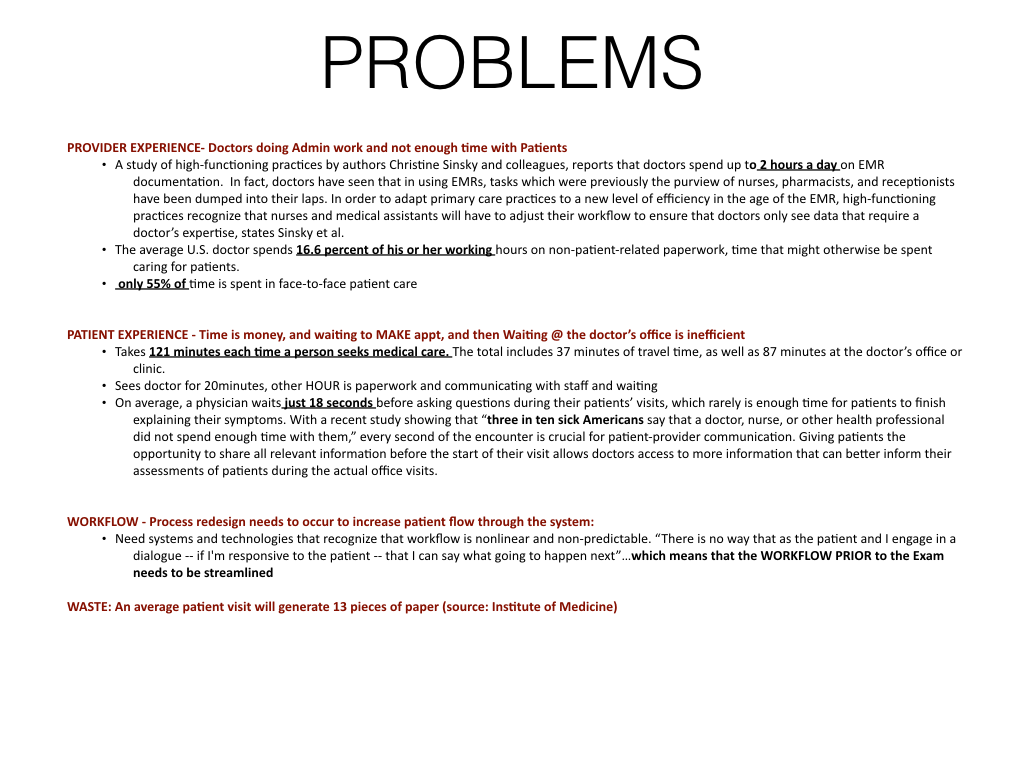 PROBLEMS
PROVIDER EXPERIENCE- Doctors doing Admin work and not enough time with Patients
• A study of high-functioning practices by authors Christine Sinsky and colleagues, reports that doctors spend up to 2 hours a day on EMR
documentation.  In fact, doctors have seen that in using EMRs, tasks which were previously the purview of nurses, pharmacists, and receptionists
have been dumped into their laps. In order to adapt primary care practices to a new level of efficiency in the age of the EMR, high-functioning
practices recognize that nurses and medical assistants will have to adjust their workflow to ensure that doctors only see data that require a
doctor’s expertise, states Sinsky et al.
• The average U.S. doctor spends 16.6 percent of his or her working hours on non-patient-related paperwork, time that might otherwise be spent
caring for patients.
• only 55% of time is spent in face-to-face patient care
PATIENT EXPERIENCE - Time is money, and waiting to MAKE appt, and then Waiting @ the doctor’s office is inefficient
• Takes 121 minutes each time a person seeks medical care. The total includes 37 minutes of travel time, as well as 87 minutes at the doctor’s office or
clinic.
• Sees doctor for 20minutes, other HOUR is paperwork and communicating with staff and waiting
• On average, a physician waits just 18 seconds before asking questions during their patients’ visits, which rarely is enough time for patients to finish
explaining their symptoms. With a recent study showing that “three in ten sick Americans say that a doctor, nurse, or other health professional
did not spend enough time with them,” every second of the encounter is crucial for patient-provider communication. Giving patients the
opportunity to share all relevant information before the start of their visit allows doctors access to more information that can better inform their
assessments of patients during the actual office visits.
WORKFLOW - Process redesign needs to occur to increase patient flow through the system:
• Need systems and technologies that recognize that workflow is nonlinear and non-predictable. “There is no way that as the patient and I engage in a
dialogue -- if I'm responsive to the patient -- that I can say what going to happen next”…which means that the WORKFLOW PRIOR to the Exam
needs to be streamlined
WASTE: An average patient visit will generate 13 pieces of paper (source: Institute of Medicine)